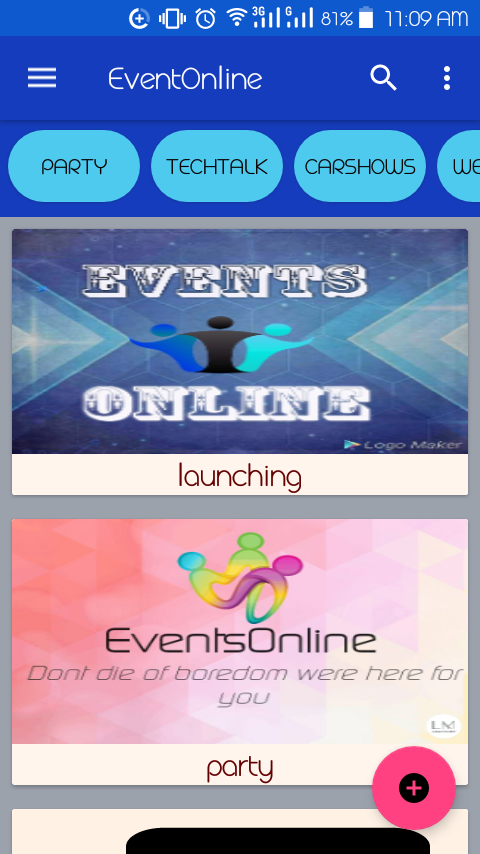 3G G 81% 11:09 AM
EventOnline
PARTY TECHTALK CARSHOWS WE
EVENTS
ONLINE
Logo Maker
launching
EventsOnline
Dont die of boredom were here for
you
LM
party